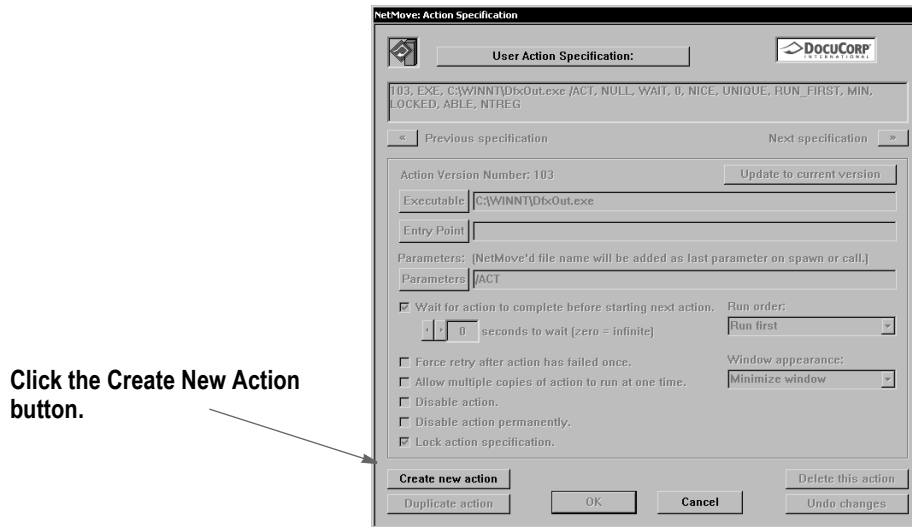 NetMove: Action Specification
User Action Specification:
DOCUCORP
INTERNATIONAL
103, EXE, C:\WINNT\DfxOut.exe /ACT, NULL, WAIT, 0, NICE, UNIQUE, RUN_FIRST, MIN,
LOCKED, ABLE, NTREG
« Previous specification
Next specification »
Action Version Number: 103
Update to current version
Executable C:\WINNT\DfxOut.exe
Entry Point
Parameters: (NetMove'd file name will be added as last parameter on spawn or call.)
Parameters /ACT
Wait for action to complete before starting next action.
Run order:
0 seconds to wait (zero = infinite)
Run first
Force retry after action has failed once.
Window appearance:
Allow multiple copies of action to run at one time.
Minimize window
Disable action.
Disable action permanently.
Lock action specification.
Click the Create New Action
button.
Create new action
Delete this action
Duplicate action
OK
Cancel
Undo changes